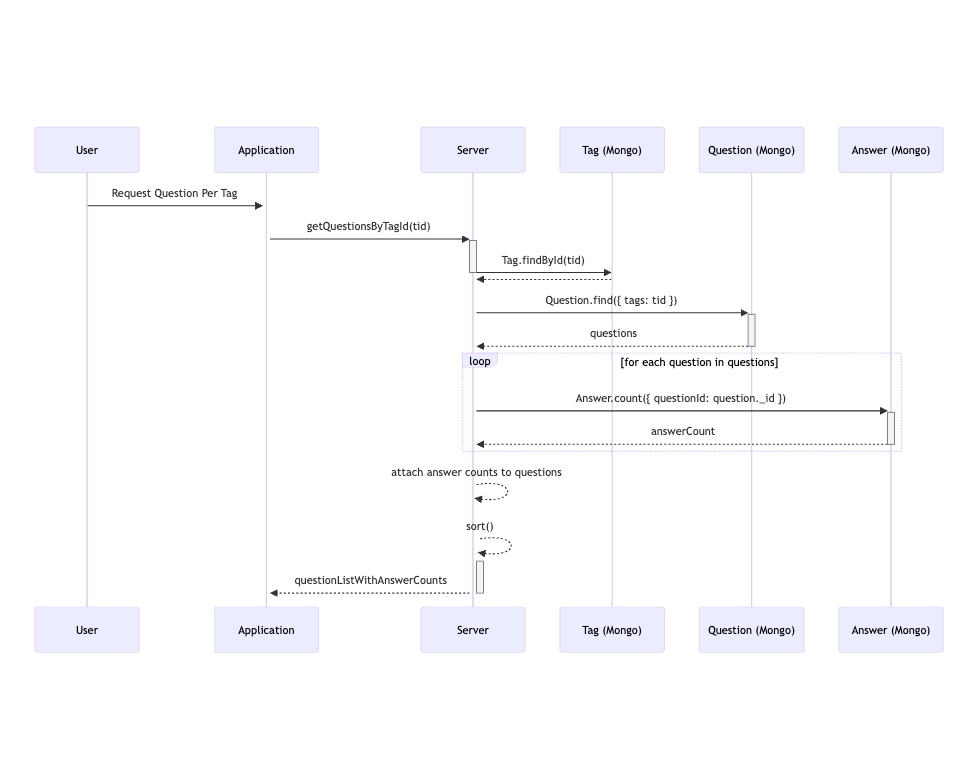 User
Application
Server
Tag (Mongo)
Question (Mongo)
Answer (Mongo)
Request Question Per Tag
getQuestionsByTagId(tid)
Tag.findById(tid)
Question.find({ tags: tid })
questions
loop
[for each question in questions]
Answer.count({ questionId: question._id })
answerCount
attach answer counts to questions
sort()
questionListWithAnswerCounts
User
Application
Server
Tag (Mongo)
Question (Mongo)
Answer (Mongo)